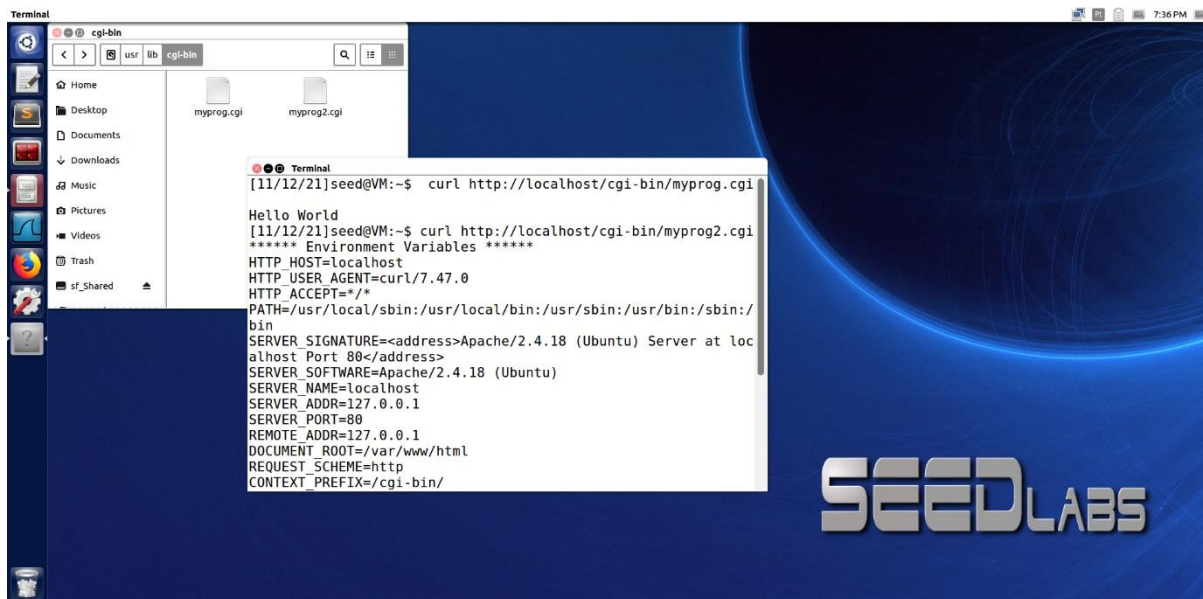 Terminal
Pt
7:36 PM
cgi-bin
usr lib cgi-bin
Home
Desktop
Documents
Downloads
Music
Pictures
Videos
Trash
sf_Shared
myprog.cgi
myprog2.cgi
Terminal
[11/12/21]seed@VM:~$  curl http://localhost/cgi-bin/myprog.cgi
Hello World
[11/12/21]seed@VM:~$ curl http://localhost/cgi-bin/myprog2.cgi
****** Environment Variables ******
HTTP_HOST=localhost
HTTP_USER_AGENT=curl/7.47.0
HTTP_ACCEPT=*/*
PATH=/usr/local/sbin:/usr/local/bin:/usr/sbin:/usr/bin:/sbin:/
bin
SERVER_SIGNATURE=<address>Apache/2.4.18 (Ubuntu) Server at loc
alhost Port 80</address>
SERVER_SOFTWARE=Apache/2.4.18 (Ubuntu)
SERVER_NAME=localhost
SERVER_ADDR=127.0.0.1
SERVER_PORT=80
REMOTE_ADDR=127.0.0.1
DOCUMENT_ROOT=/var/www/html
REQUEST_SCHEME=http
CONTEXT_PREFIX=/cgi-bin/
SEEDLABS